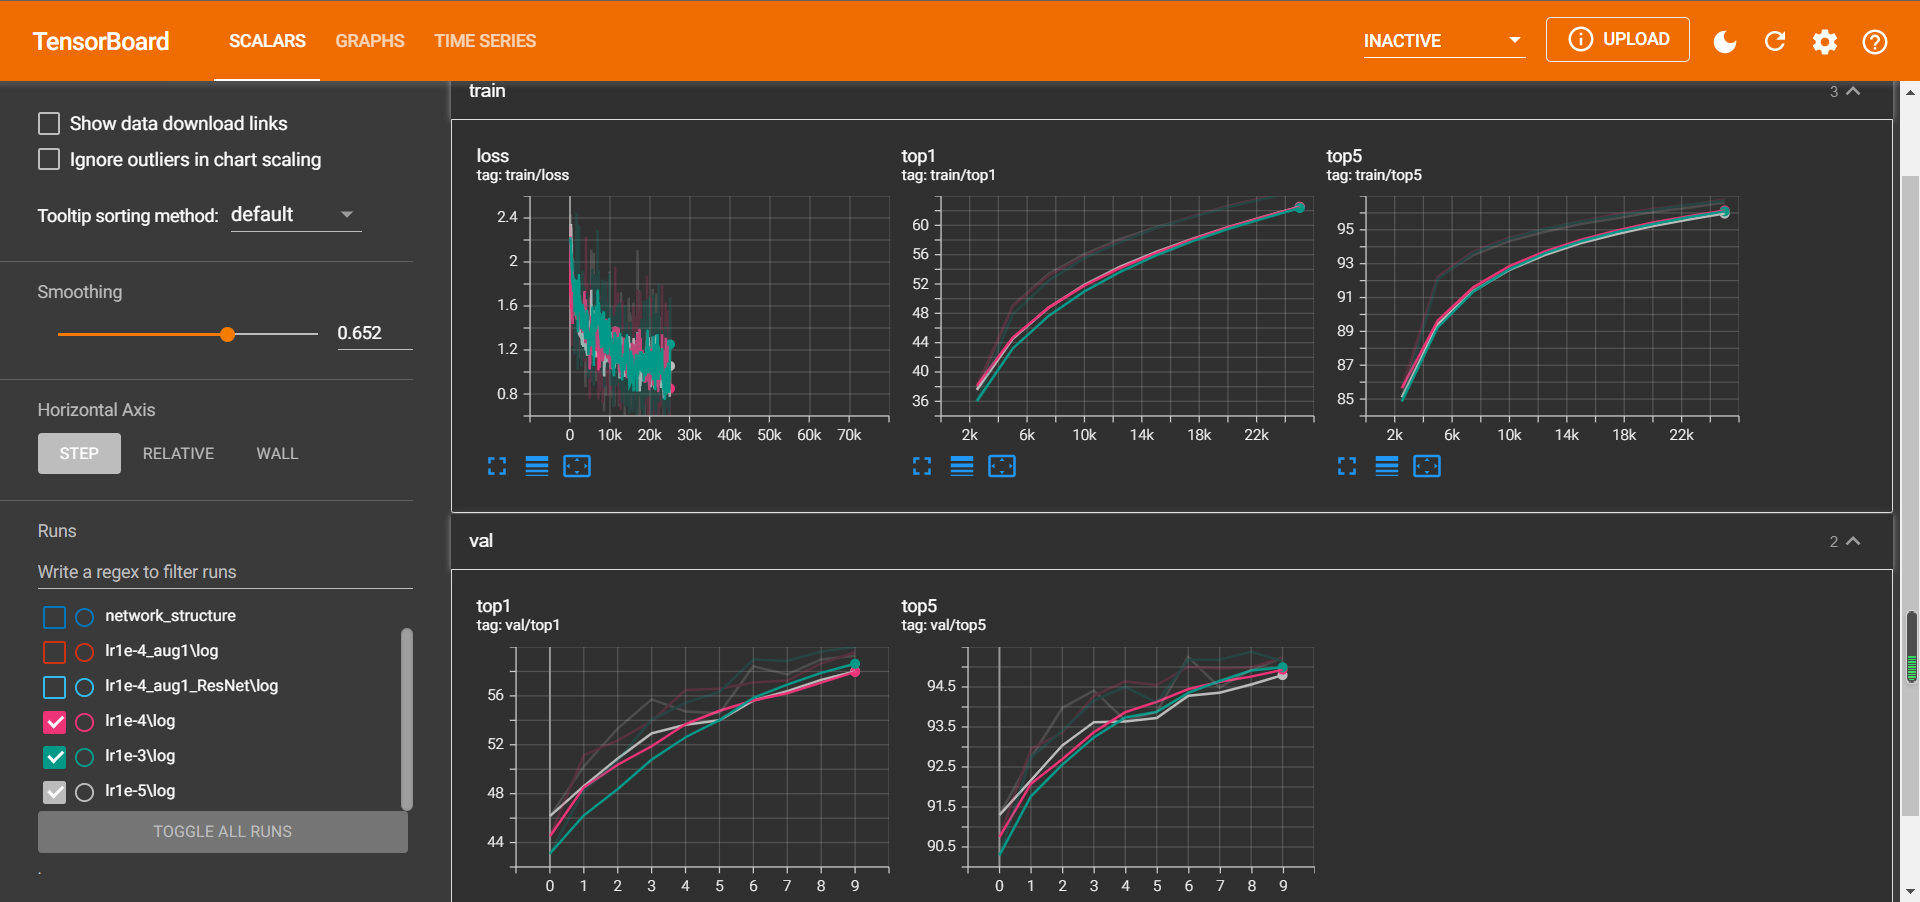 TensorBoard SCALARS GRAPHS TIME SERIES INACTIVE UPLOAD
Show data download links
Ignore outliers in chart scaling
Tooltip sorting method: default
Smoothing
0.652
Horizontal Axis
STEP RELATIVE WALL
Runs
Write a regex to filter runs
network_structure
lr1e-4_aug1\log
lr1e-4_aug1_ResNet\log
lr1e-4\log
lr1e-3\log
lr1e-5\log
TOGGLE ALL RUNS
.
train 3
loss
tag: train/loss
2.4
2
1.6
1.2
0.8
0 10k 20k 30k 40k 50k 60k 70k
top1
tag: train/top1
60
56
52
48
44
40
36
2k 6k 10k 14k 18k 22k
top5
tag: train/top5
95
93
91
89
87
85
2k 6k 10k 14k 18k 22k
val 2
top1
tag: val/top1
56
52
48
44
0 1 2 3 4 5 6 7 8 9
top5
tag: val/top5
94.5
93.5
92.5
91.5
90.5
0 1 2 3 4 5 6 7 8 9